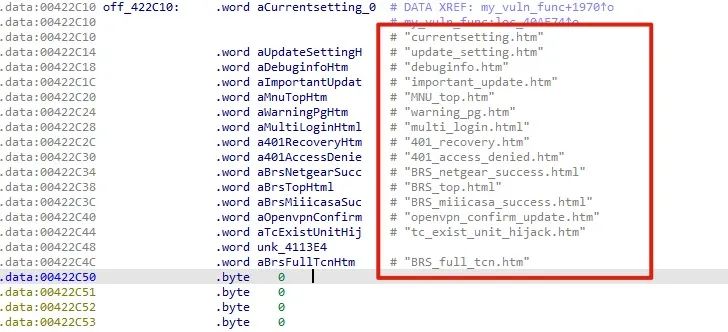 .data:00422C10 off_422C10: .word aCurrentsetting_0 # DATA XREF: my_vuln_func+1970↑o
.data:00422C10 # my_vuln_func:loc_40AF74↑o
.data:00422C10 # "currentsetting.htm"
.data:00422C14 .word aUpdateSettingH # "update_setting.htm"
.data:00422C18 .word aDebuginfoHtm # "debuginfo.htm"
.data:00422C1C .word aImportantUpdat # "important_update.htm"
.data:00422C20 .word aMnuTopHtm # "MNU_top.htm"
.data:00422C24 .word aWarningPgHtm # "warning_pg.htm"
.data:00422C28 .word aMultiLoginHtml # "multi_login.html"
.data:00422C2C .word a401RecoveryHtm # "401_recovery.htm"
.data:00422C30 .word a401AccessDenie # "401_access_denied.htm"
.data:00422C34 .word aBrsNetgearSucc # "BRS_netgear_success.html"
.data:00422C38 .word aBrsTopHtml # "BRS_top.html"
.data:00422C3C .word aBrsMiiicasaSuc # "BRS_miiicasa_success.html"
.data:00422C40 .word aOpenvpnConfirm # "openvpn_confirm_update.htm"
.data:00422C44 .word aTcExistUnitHij # "tc_exist_unit_hijack.htm"
.data:00422C48 .word unk_4113E4
.data:00422C4C .word aBrsFullTcnHtm # "BRS_full_tcn.htm"
.data:00422C50 .byte 0
.data:00422C51 .byte 0
.data:00422C52 .byte 0
.data:00422C53 .byte 0